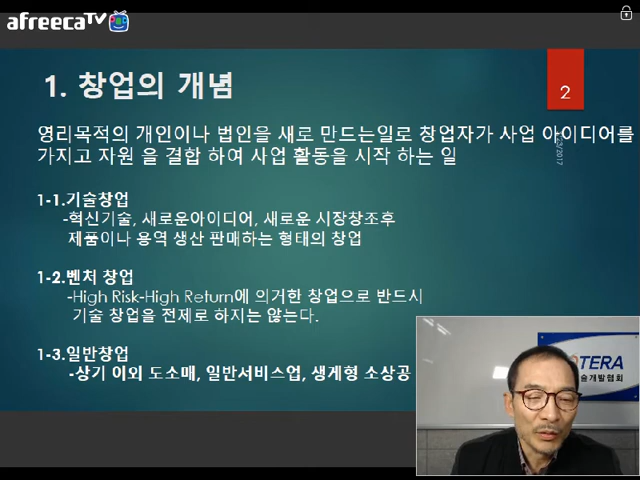 afreecaTV
1. 창업의 개념
2
영리목적의 개인이나 법인을 새로 만드는일로 창업자가 사업 아이디어를
가지고 자원 을 결합 하여 사업 활동을 시작 하는 일
1-1.기술창업
-혁신기술, 새로운아이디어, 새로운 시장창조후
제품이나 용역 생산 판매하는 형태의 창업
1-2.벤처 창업
-High Risk-High Return에 의거한 창업으로 반드시
기술 창업을 전제로 하지는 않는다.
1-3.일반창업
-상기 이외 도소매, 일반서비스업, 생계형 소상공
TERA
술개발협회